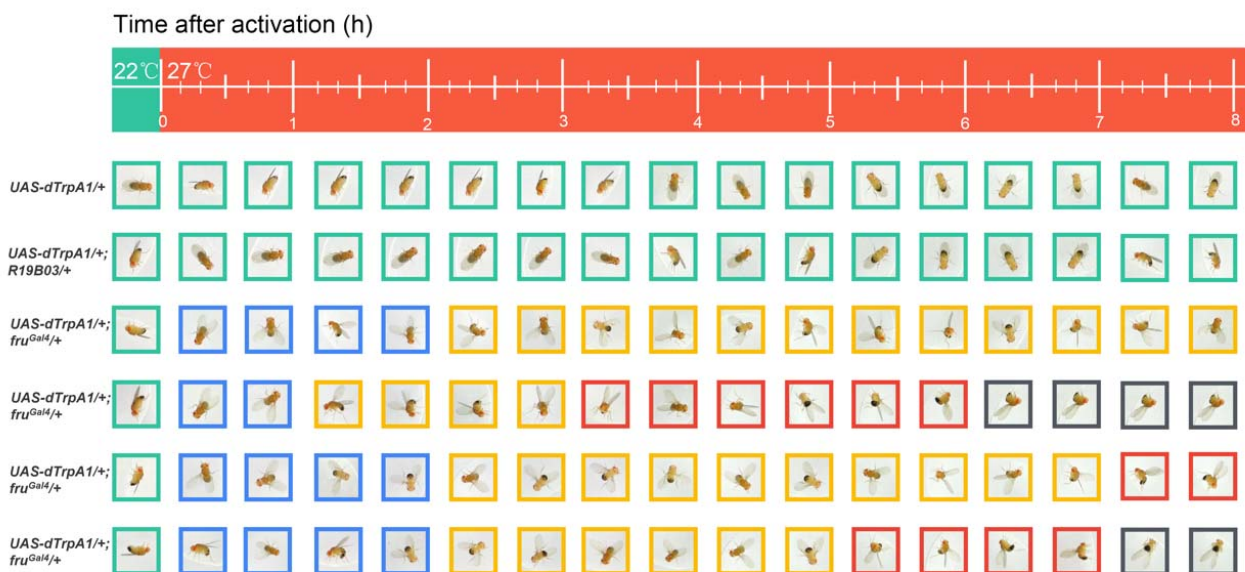 Time after activation (h)
22℃ 27℃
0 1 2 3 4 5 6 7 8
UAS-dTrpA1/+
UAS-dTrpA1/+;
R19B03/+
UAS-dTrpA1/+;
fruGal4/+
UAS-dTrpA1/+;
fruGal4/+
UAS-dTrpA1/+;
fruGal4/+
UAS-dTrpA1/+;
fruGal4/+